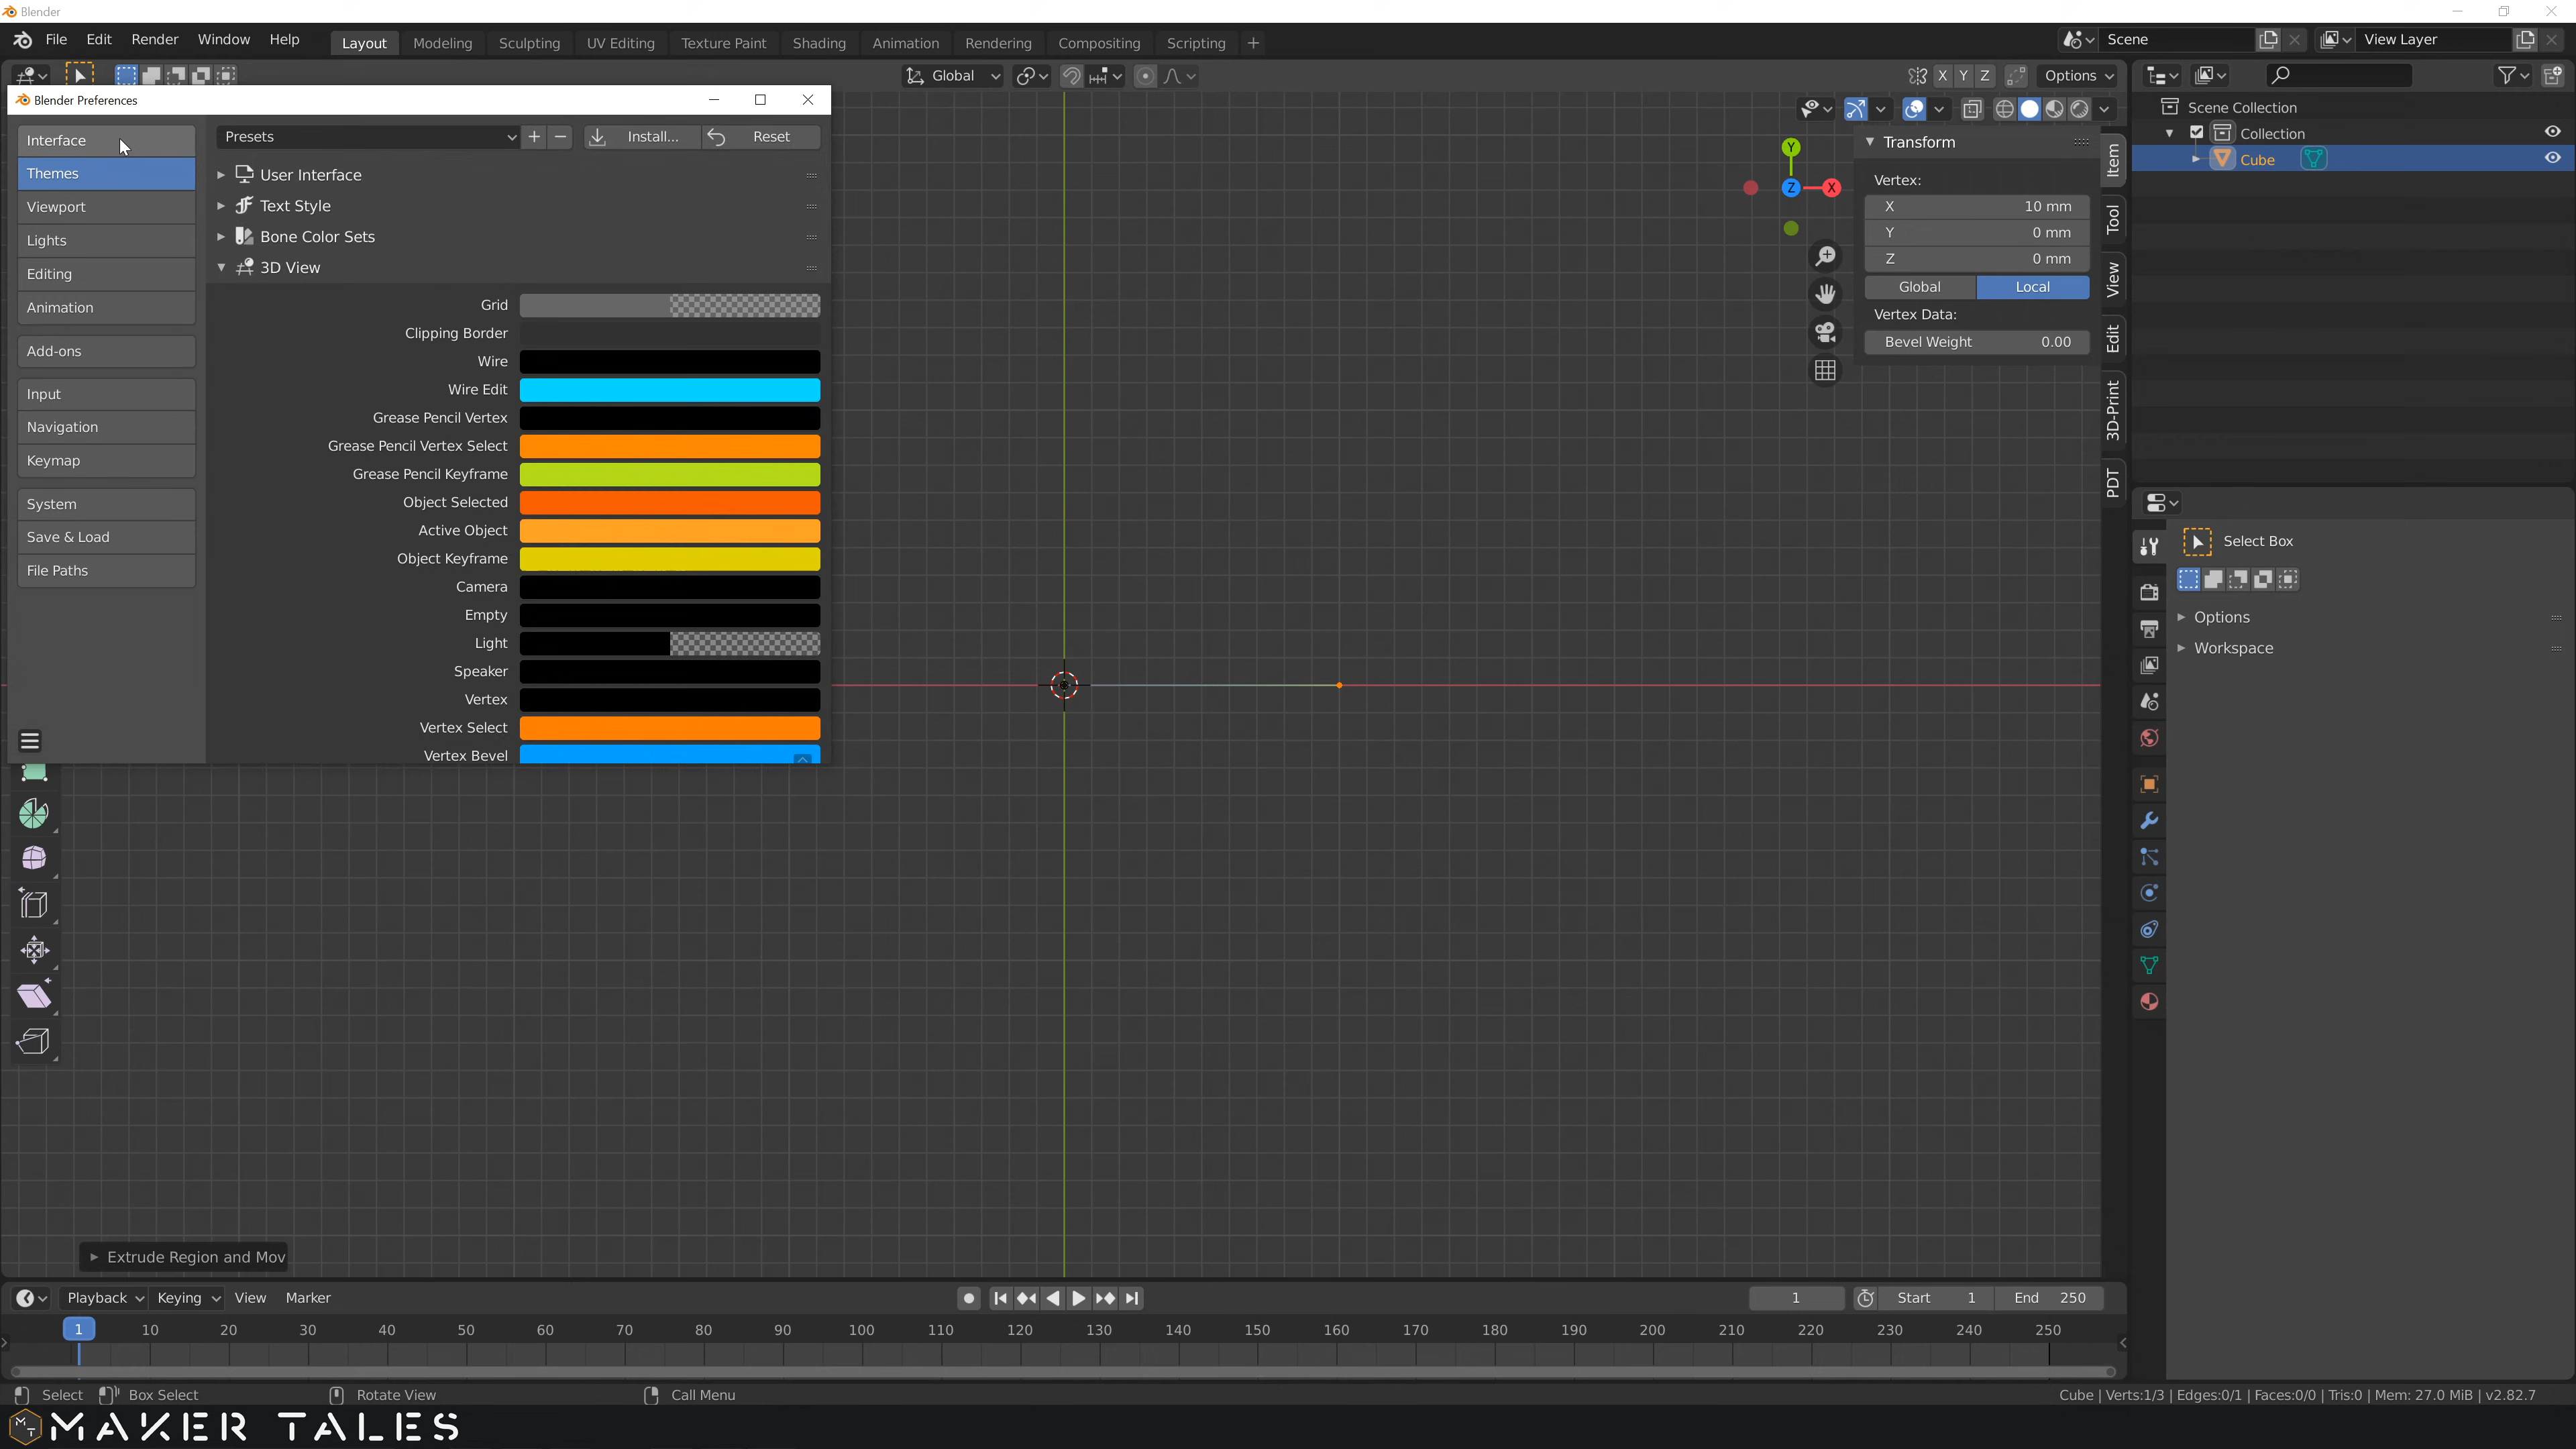 Blender
File Edit Render Window Help Layout Modeling Sculpting UV Editing Texture Paint Shading Animation Rendering Compositing Scripting + Scene View Layer
Global X Y Z Options
Blender Preferences
Interface
Themes
Viewport
Lights
Editing
Animation
Add-ons
Input
Navigation
Keymap
System
Save & Load
File Paths
Presets + − Install... Reset
User Interface
Text Style
Bone Color Sets
3D View
Grid
Clipping Border
Wire
Wire Edit
Grease Pencil Vertex
Grease Pencil Vertex Select
Grease Pencil Keyframe
Object Selected
Active Object
Object Keyframe
Camera
Empty
Light
Speaker
Vertex
Vertex Select
Vertex Bevel
Y
Z X
Transform
Vertex:
X 10 mm
Y 0 mm
Z 0 mm
Global Local
Vertex Data:
Bevel Weight 0.00
Item
Tool
View
Edit
3D-Print
PDT
Scene Collection
Collection
Cube
Select Box
Options
Workspace
Extrude Region and Mov
Playback Keying View Marker 1 Start 1 End 250
1 10 20 30 40 50 60 70 80 90 100 110 120 130 140 150 160 170 180 190 200 210 220 230 240 250
Select Box Select Rotate View Call Menu Cube | Verts:1/3 | Edges:0/1 | Faces:0/0 | Tris:0 | Mem: 27.0 MiB | v2.82.7
MT MAKER TALES